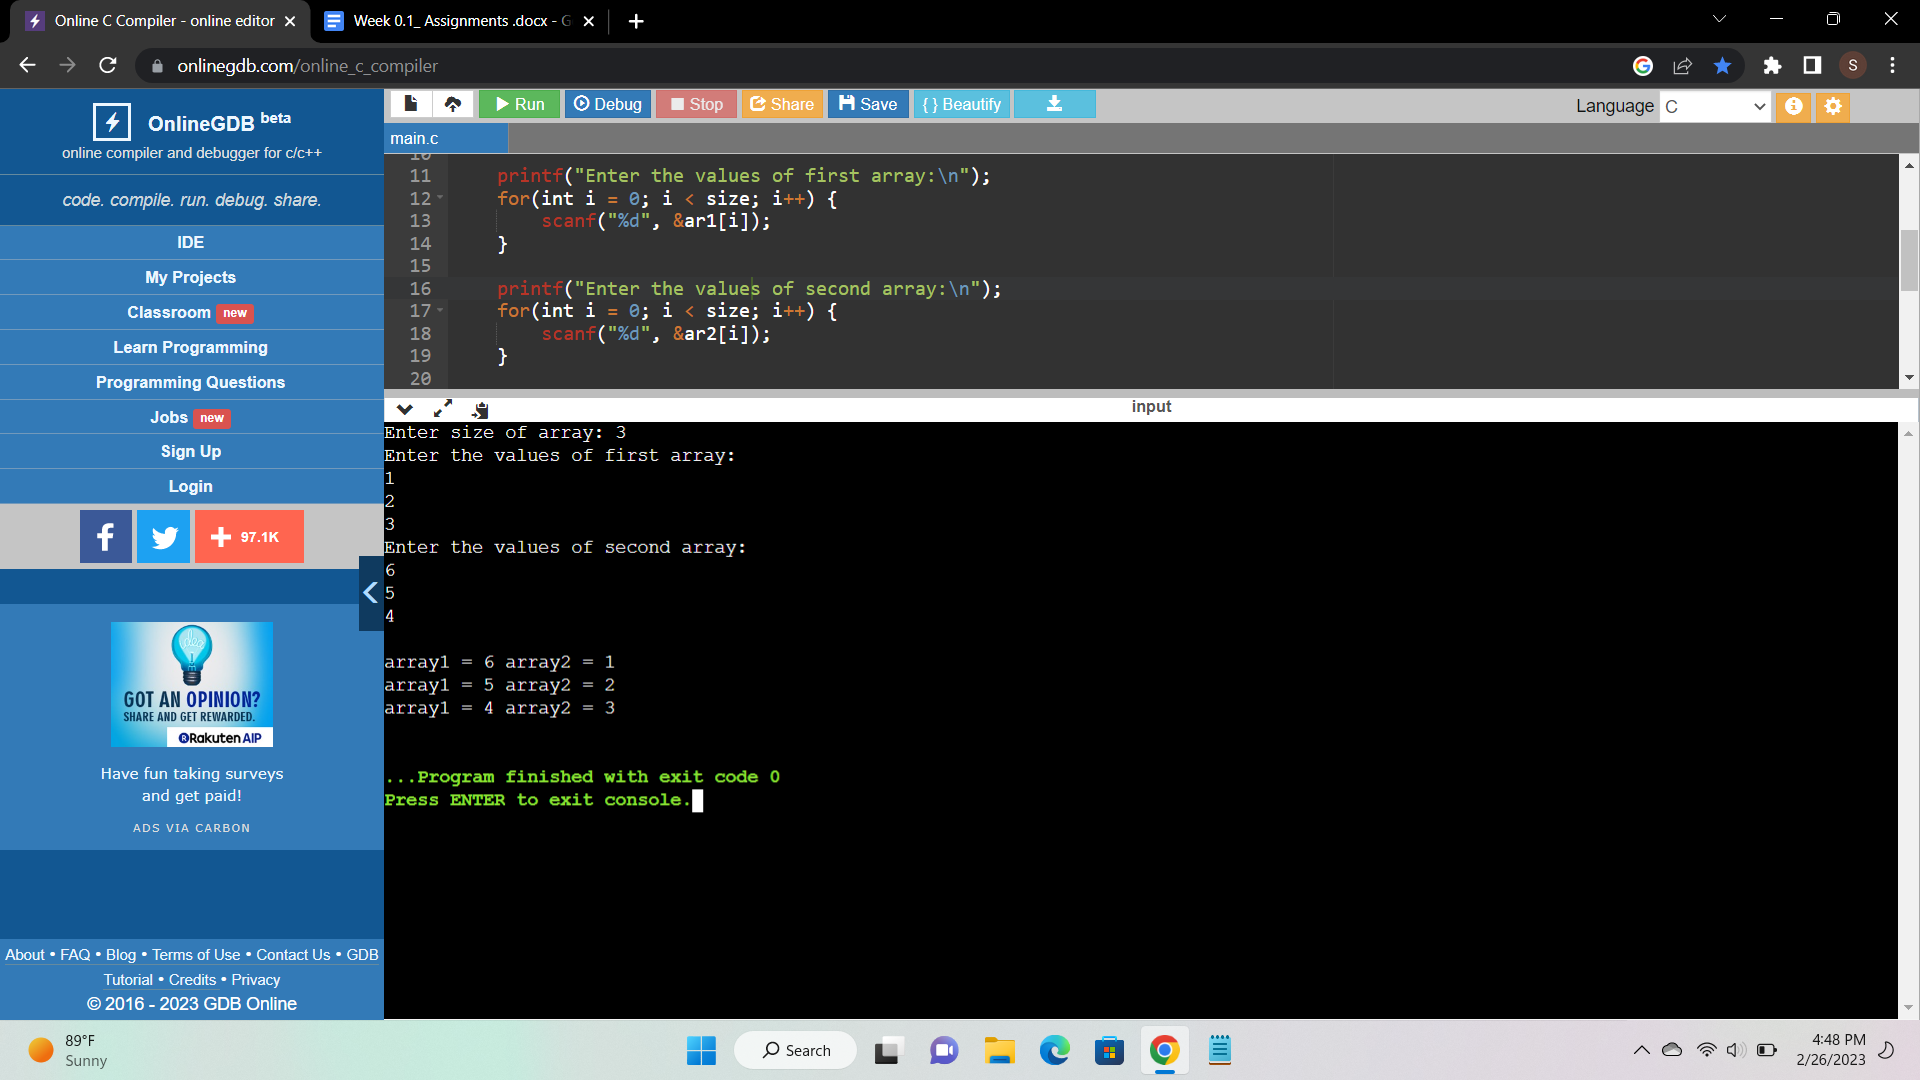 Online C Compiler - online editor
Week 0.1_ Assignments .docx - G
onlinegdb.com/online_c_compiler
S
OnlineGDB beta
online compiler and debugger for c/c++
code. compile. run. debug. share.
IDE
My Projects
Classroom new
Learn Programming
Programming Questions
Jobs new
Sign Up
Login
f
+ 97.1K
GOT AN OPINION?
SHARE AND GET REWARDED.
Rakuten AIP
Have fun taking surveys
and get paid!
ADS VIA CARBON
About • FAQ • Blog • Terms of Use • Contact Us • GDB
Tutorial • Credits • Privacy
© 2016 - 2023 GDB Online
Run Debug Stop Share Save { } Beautify
Language C
main.c
10
11 printf("Enter the values of first array:\n");
12 for(int i = 0; i < size; i++) {
13 scanf("%d", &ar1[i]);
14 }
15
16 printf("Enter the values of second array:\n");
17 for(int i = 0; i < size; i++) {
18 scanf("%d", &ar2[i]);
19 }
20
input
Enter size of array: 3
Enter the values of first array:
1
2
3
Enter the values of second array:
6
5
4
array1 = 6 array2 = 1
array1 = 5 array2 = 2
array1 = 4 array2 = 3
...Program finished with exit code 0
Press ENTER to exit console.
89°F
Sunny
Search
4:48 PM
2/26/2023